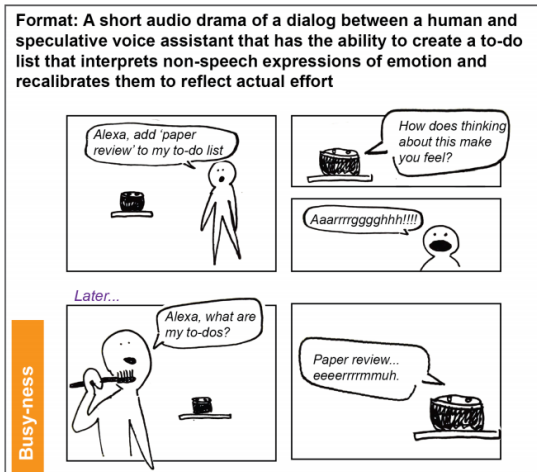 Format: A short audio drama of a dialog between a human and
speculative voice assistant that has the ability to create a to-do
list that interprets non-speech expressions of emotion and
recalibrates them to reflect actual effort
Alexa, add ‘paper
review’ to my to-do list
How does thinking
about this make
you feel?
Aaarrrrgggghhh!!!!
Later...
Alexa, what are
my to-dos?
Paper review...
eeeerrrrmmuh.
Busy-ness